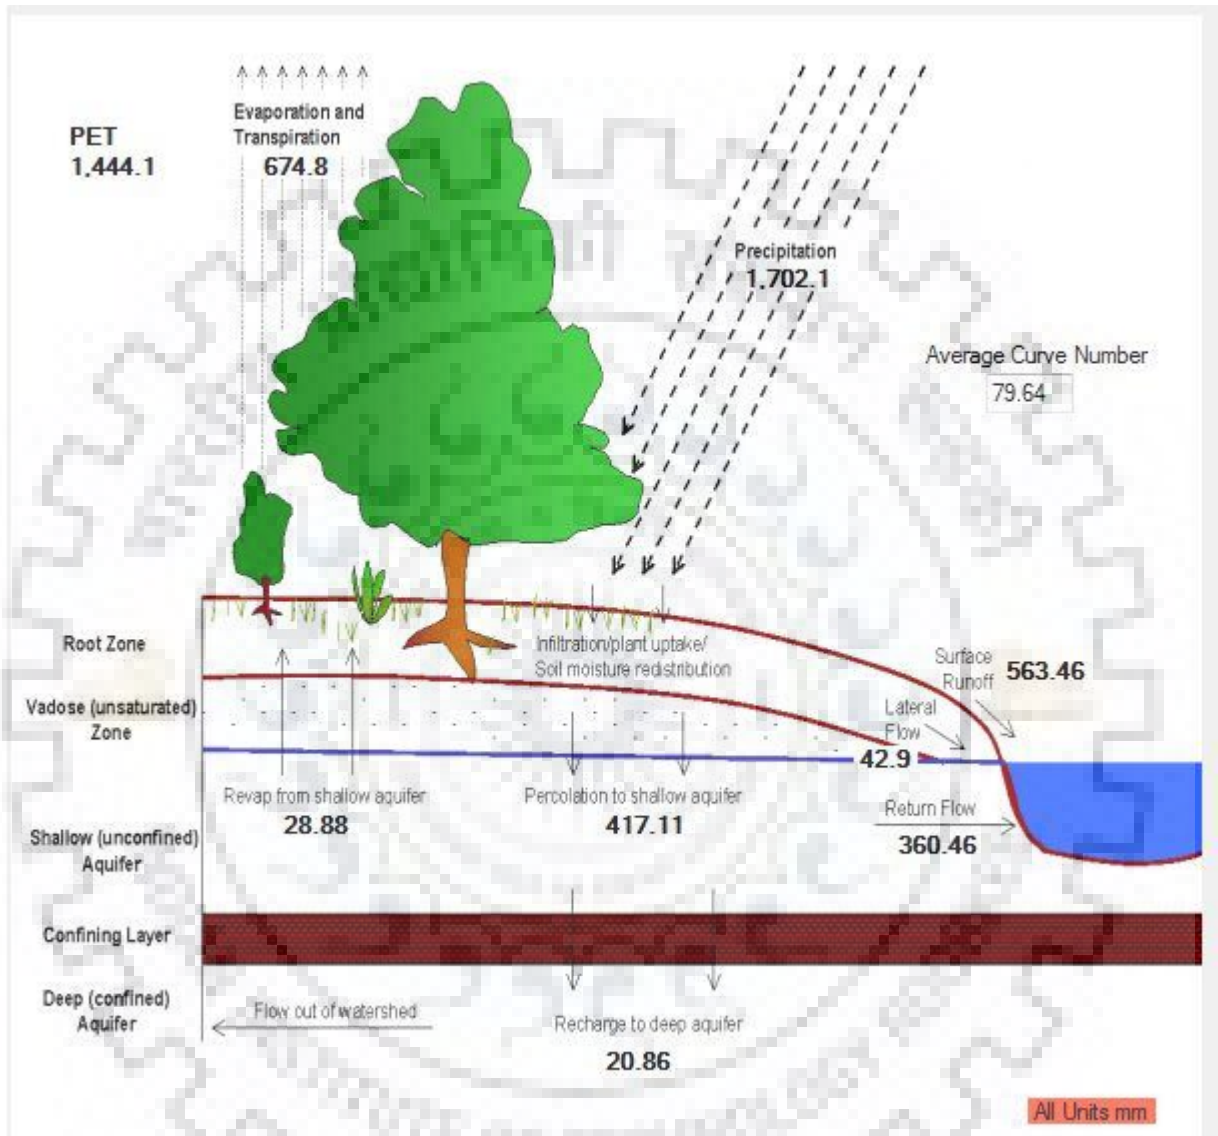 Evaporation and
Transpiration
674.8
PET
1,444.1
Precipitation
1,702.1
Average Curve Number
79.64
Root Zone
Infiltration/plant uptake/
Soil moisture redistribution
Surface
Runoff
563.46
Vadose (unsaturated)
Zone
Lateral
Flow
42.9
Revap from shallow aquifer
28.88
Percolation to shallow aquifer
417.11
Return Flow
360.46
Shallow (unconfined)
Aquifer
Confining Layer
Deep (confined)
Aquifer
Flow out of watershed
Recharge to deep aquifer
20.86
All Units mm